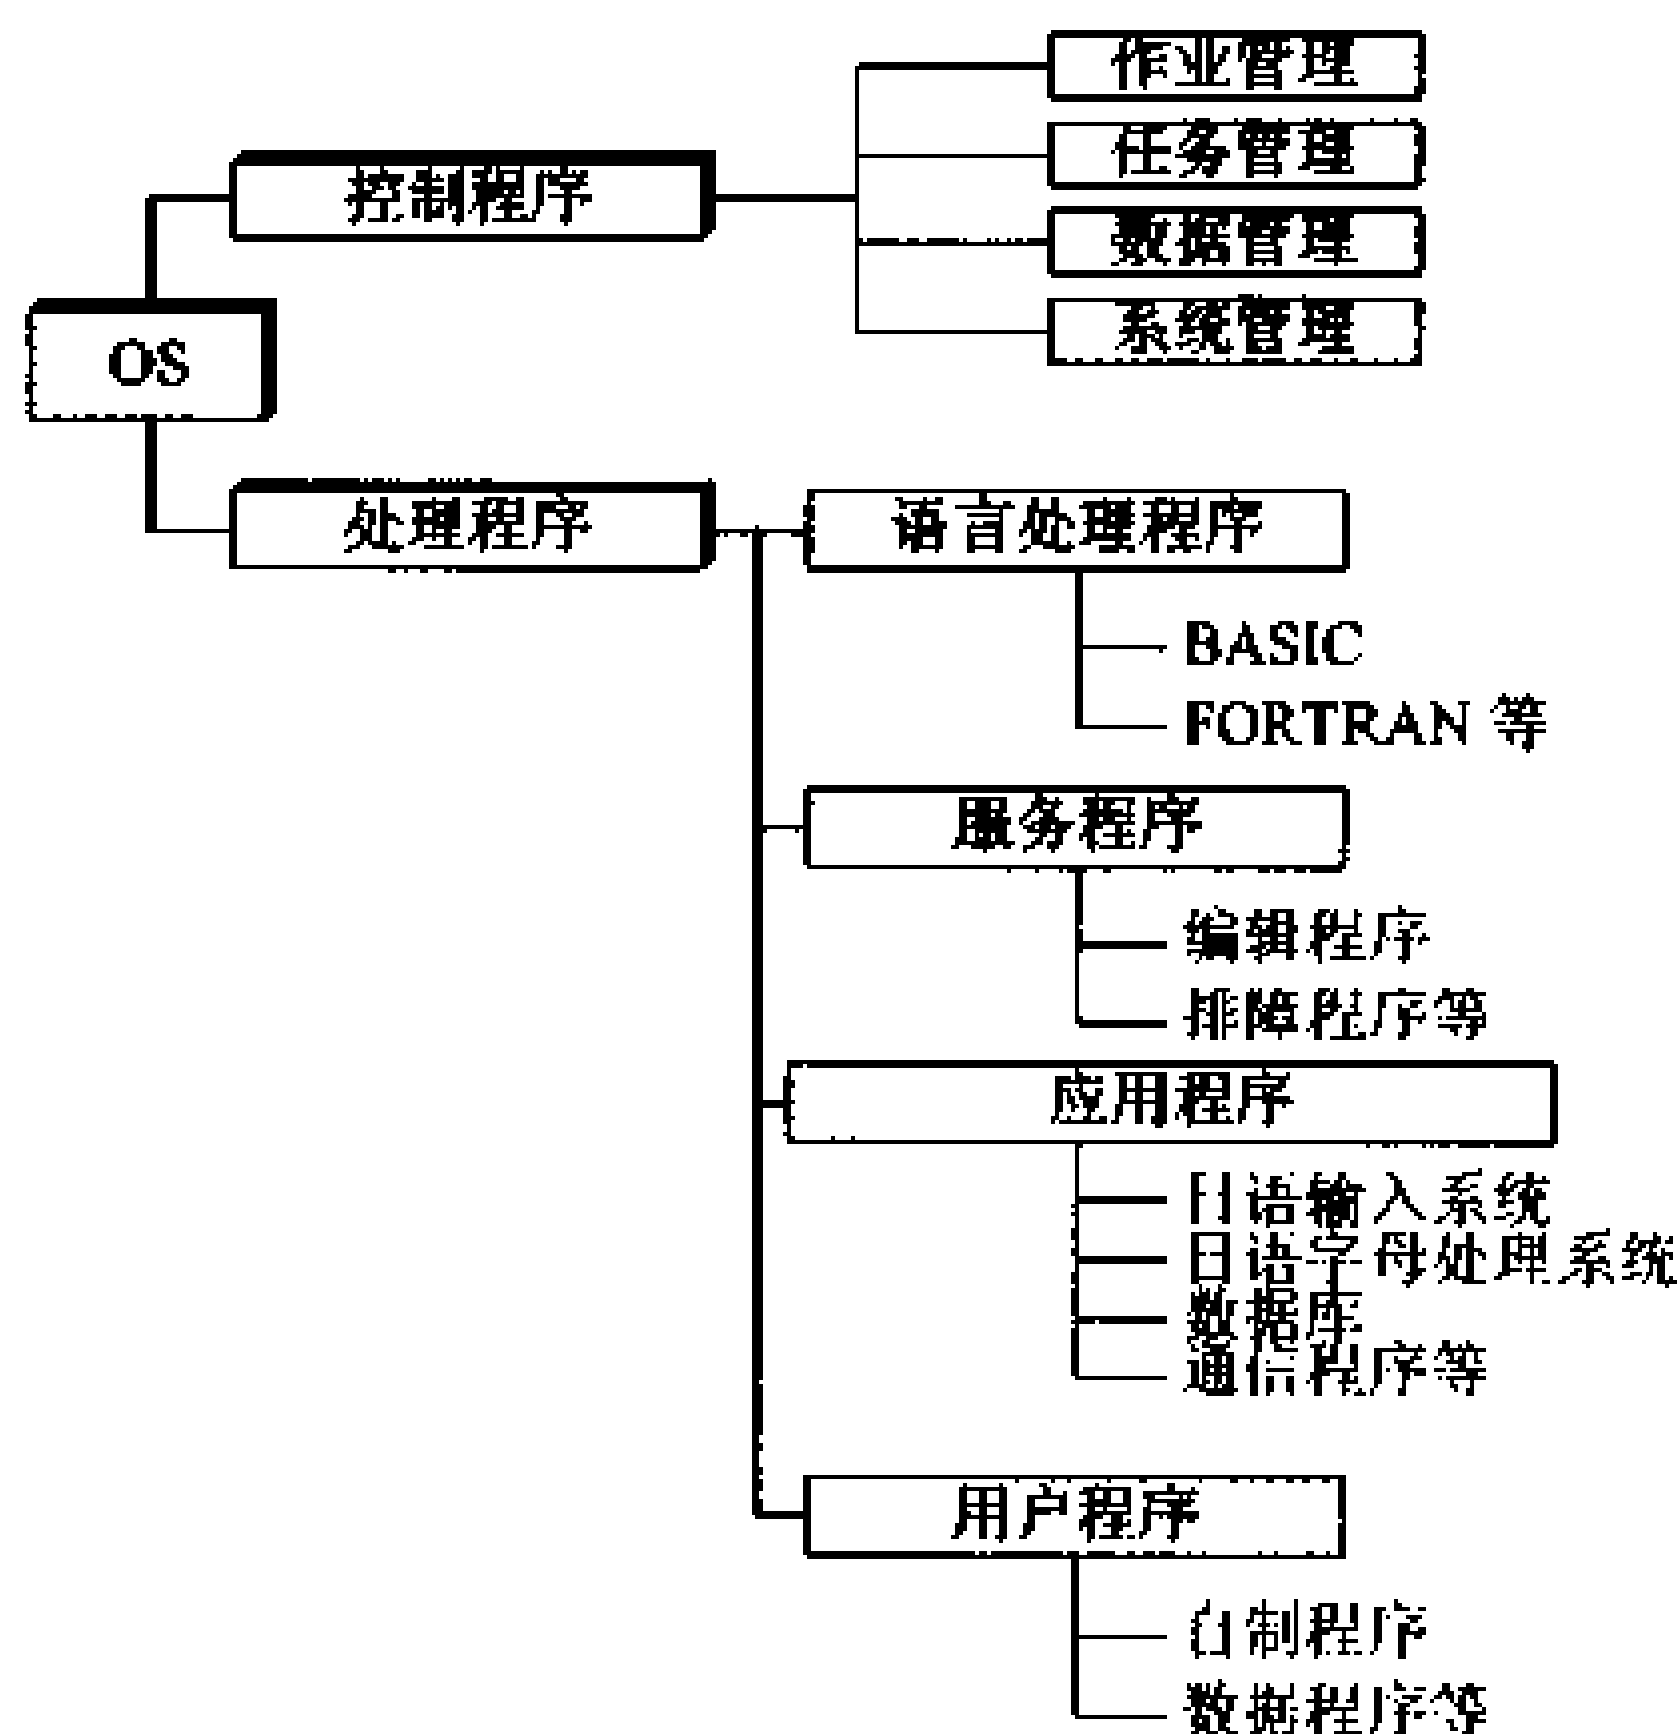 作业管理
任务管理
控制程序
数据管理
系统管理
OS
处理程序
语言处理程序
BASIC
FORTRAN 等
服务程序
编辑程序
排障程序等
应用程序
日语输入系统
日语字母处理系统
数据库
通信程序等
用户程序
自制程序
数据程序等